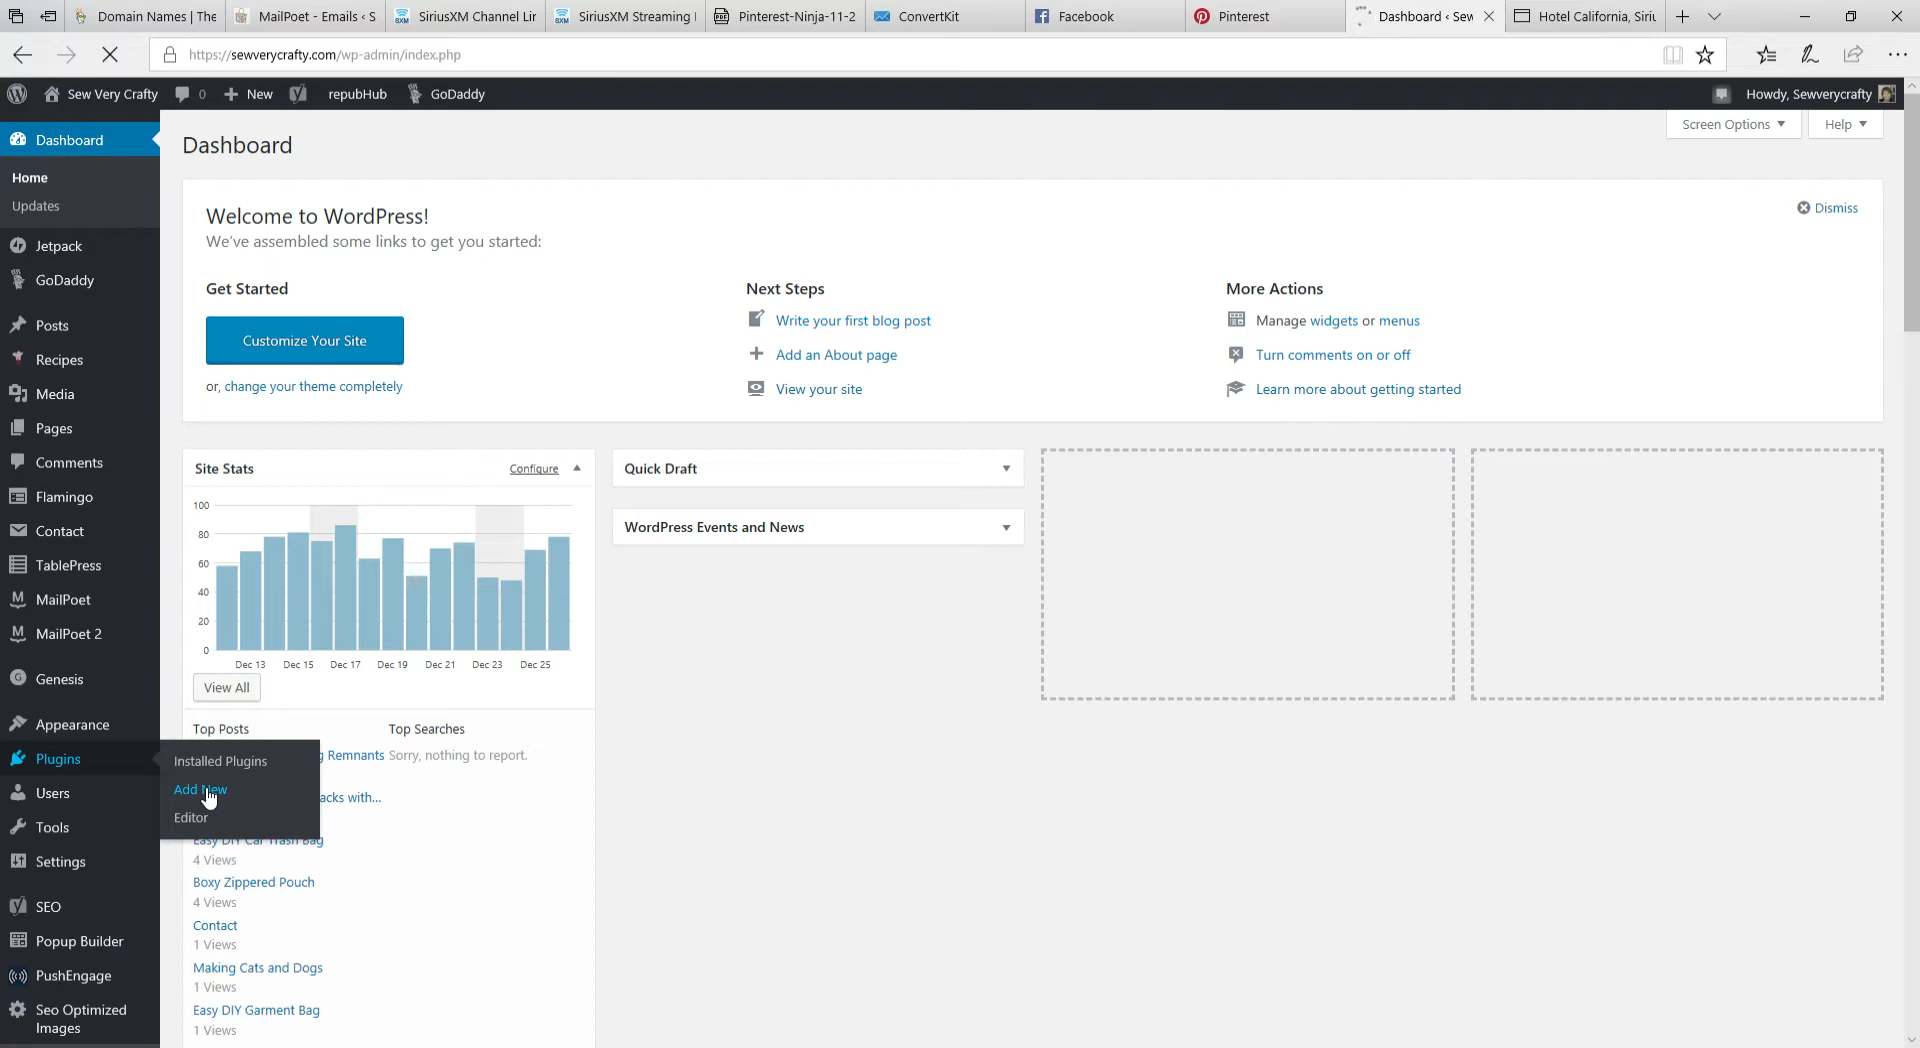 Domain Names | The
MailPoet - Emails < S
SiriusXM Channel Lin
SiriusXM Streaming
Pinterest-Ninja-11-2
ConvertKit
Facebook
Pinterest
Dashboard < Sew
Hotel California, Siriu
https://sewverycrafty.com/wp-admin/index.php
Sew Very Crafty
0
New
repubHub
GoDaddy
Howdy, Sewverycrafty
Dashboard
Home
Updates
Jetpack
GoDaddy
Posts
Recipes
Media
Pages
Comments
Flamingo
Contact
TablePress
MailPoet
MailPoet 2
Genesis
Appearance
Plugins
Users
Tools
Settings
SEO
Popup Builder
PushEngage
Seo Optimized
Images
Installed Plugins
Add New
Editor
Screen Options
Help
Dashboard
Welcome to WordPress!
We've assembled some links to get you started:
Dismiss
Get Started
Customize Your Site
or, change your theme completely
Next Steps
Write your first blog post
Add an About page
View your site
More Actions
Manage widgets or menus
Turn comments on or off
Learn more about getting started
Site Stats
Configure
100
80
60
40
20
0
Dec 13 Dec 15 Dec 17 Dec 19 Dec 21 Dec 23 Dec 25
View All
Top Posts
Top Searches
Remnants
Sorry, nothing to report.
acks with...
Easy DIY Car Trash Bag
4 Views
Boxy Zippered Pouch
4 Views
Contact
1 Views
Making Cats and Dogs
1 Views
Easy DIY Garment Bag
1 Views
Quick Draft
WordPress Events and News